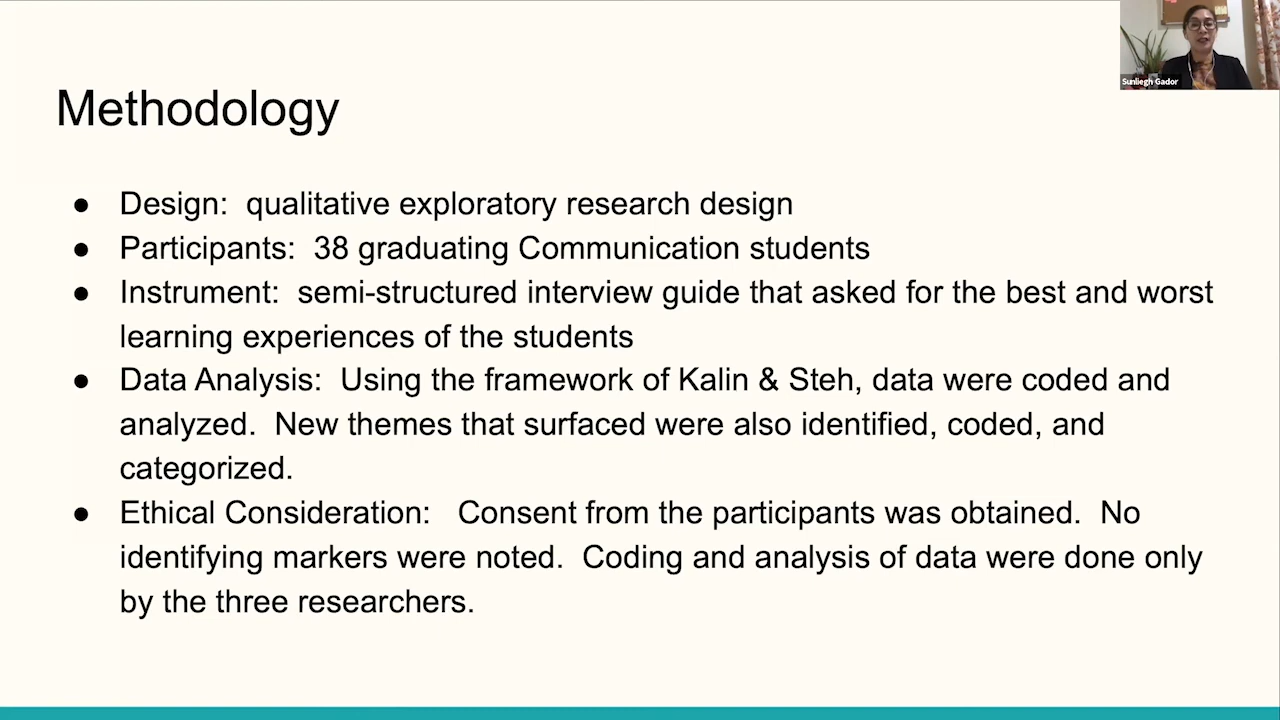 Sunliegh Gador
Methodology
● Design:  qualitative exploratory research design
● Participants:  38 graduating Communication students
● Instrument:  semi-structured interview guide that asked for the best and worst
learning experiences of the students
● Data Analysis:  Using the framework of Kalin & Steh, data were coded and
analyzed.  New themes that surfaced were also identified, coded, and
categorized.
● Ethical Consideration:   Consent from the participants was obtained.  No
identifying markers were noted.  Coding and analysis of data were done only
by the three researchers.